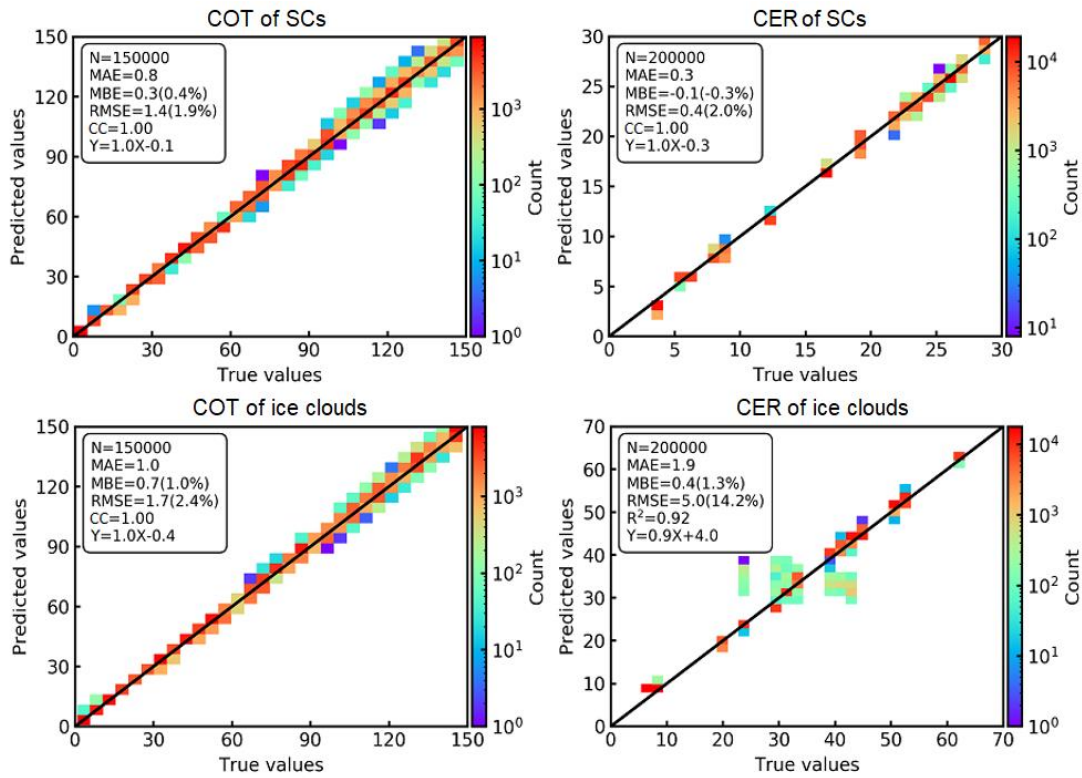 COT of SCs
150
120
90
60
30
0
Predicted values
N=150000
MAE=0.8
MBE=0.3(0.4%)
RMSE=1.4(1.9%)
CC=1.00
Y=1.0X-0.1
0 30 60 90 120 150
True values
10³
10²
10¹
10⁰
Count
CER of SCs
30
25
20
15
10
5
0
Predicted values
N=200000
MAE=0.3
MBE=-0.1(-0.3%)
RMSE=0.4(2.0%)
CC=1.00
Y=1.0X-0.3
0 5 10 15 20 25 30
True values
10⁴
10³
10²
10¹
Count
COT of ice clouds
150
120
90
60
30
0
Predicted values
N=150000
MAE=1.0
MBE=0.7(1.0%)
RMSE=1.7(2.4%)
CC=1.00
Y=1.0X-0.4
0 30 60 90 120 150
True values
10³
10²
10¹
10⁰
Count
CER of ice clouds
70
60
50
40
30
20
10
0
Predicted values
N=200000
MAE=1.9
MBE=0.4(1.3%)
RMSE=5.0(14.2%)
R²=0.92
Y=0.9X+4.0
0 10 20 30 40 50 60 70
True values
10⁴
10³
10²
10¹
10⁰
Count